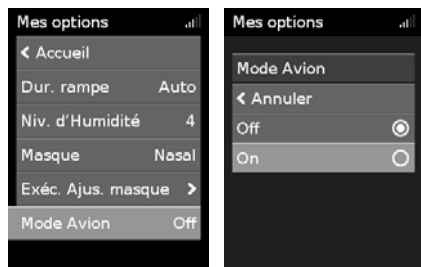 Mes options
< Accueil
Dur. rampe Auto
Niv. d'Humidité 4
Masque Nasal
Exéc. Ajus. masque >
Mode Avion Off
Mes options
Mode Avion
< Annuler
Off
On